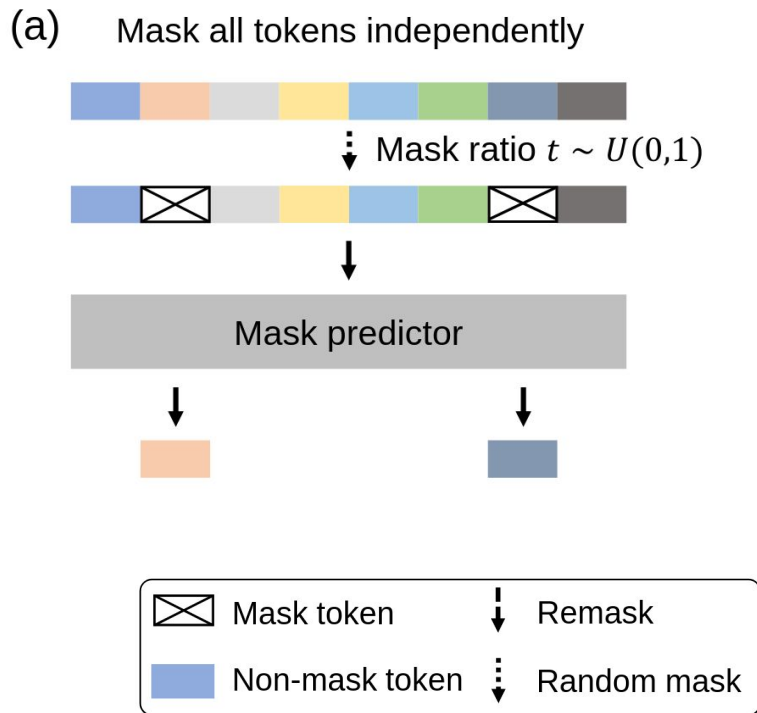 (a) Mask all tokens independently
Mask ratio t ~ U(0,1)
Mask predictor
Mask token
Remask
Non-mask token
Random mask